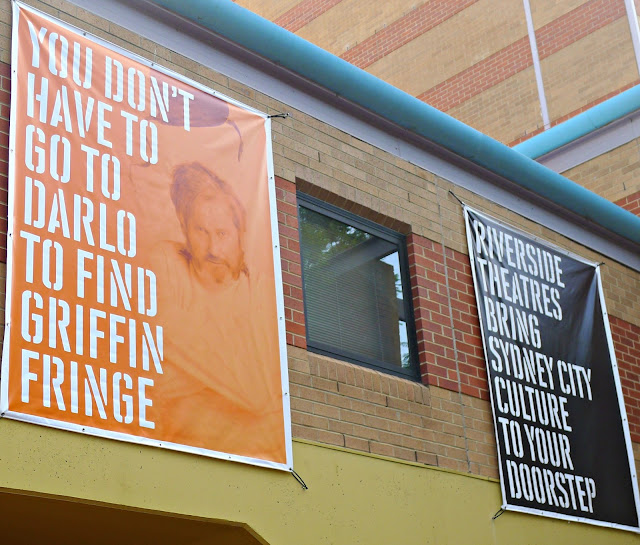 YOU DON'T
HAVE TO
GO TO
DARLO
TO FIND
GRIFFIN
FRINGE
RIVERSIDE
THEATRES
BRING
SYDNEY CITY
CULTURE
TO YOUR
DOORSTEP